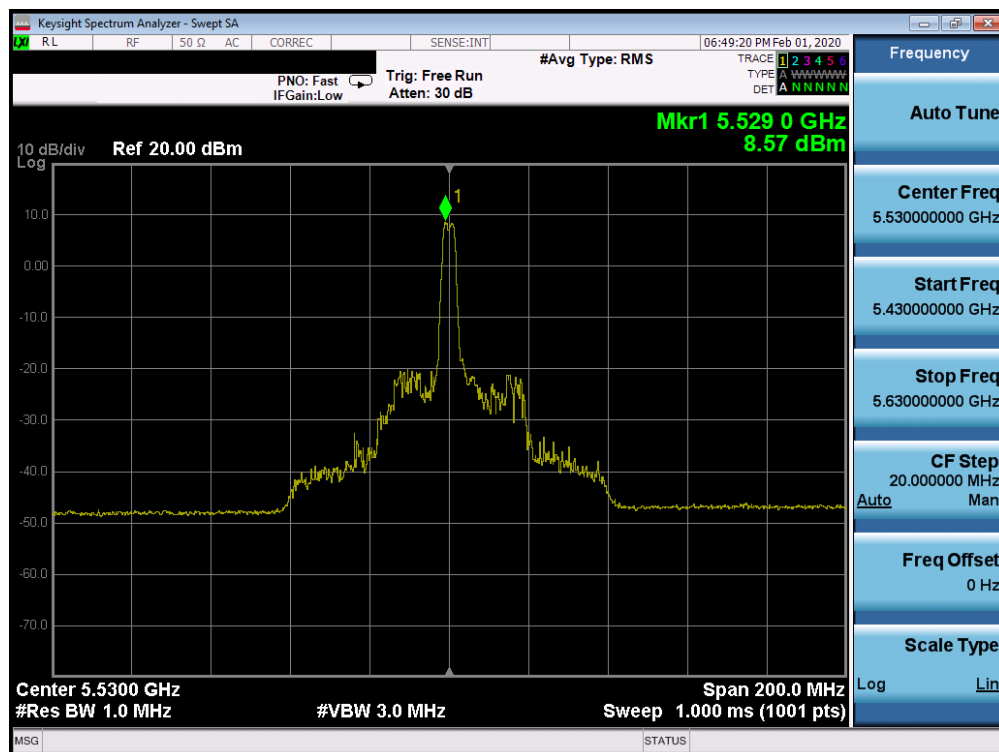 Keysight Spectrum Analyzer - Swept SA
LXI RL RF 50 Ω AC CORREC SENSE:INT 06:49:20 PM Feb 01, 2020
#Avg Type: RMS
TRACE 1 2 3 4 5 6
TYPE A WWWWW
DET A N N N N N
PNO: Fast
IFGain:Low
Trig: Free Run
Atten: 30 dB
Mkr1 5.529 0 GHz
8.57 dBm
10 dB/div Ref 20.00 dBm
Log
1
10.0
0.00
-10.0
-20.0
-30.0
-40.0
-50.0
-60.0
-70.0
Center 5.5300 GHz Span 200.0 MHz
#Res BW 1.0 MHz #VBW 3.0 MHz Sweep 1.000 ms (1001 pts)
MSG STATUS
Frequency
Auto Tune
Center Freq
5.530000000 GHz
Start Freq
5.430000000 GHz
Stop Freq
5.630000000 GHz
CF Step
20.000000 MHz
Auto Man
Freq Offset
0 Hz
Scale Type
Log Lin